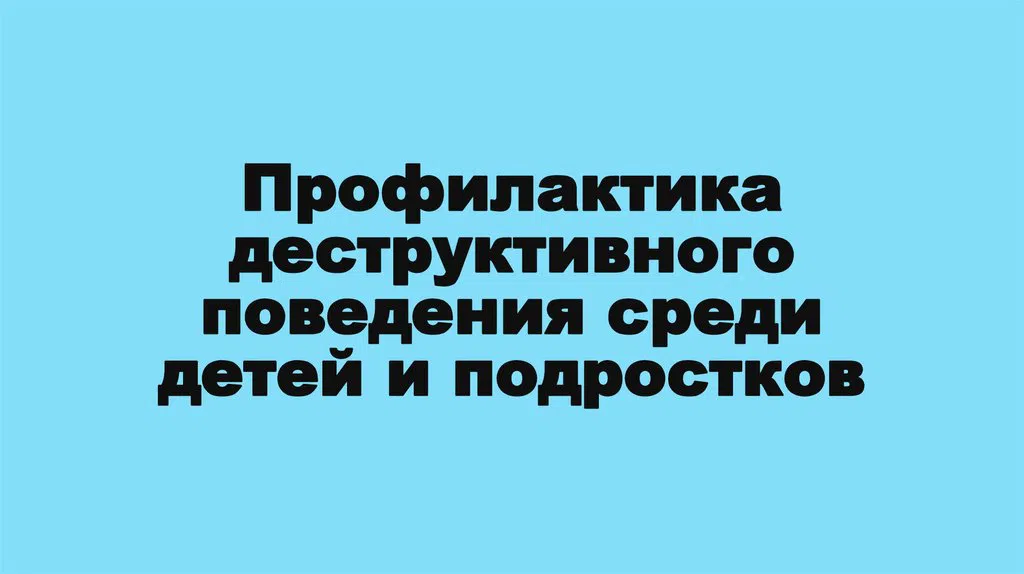 Профилактика
деструктивного
поведения среди
детей и подростков